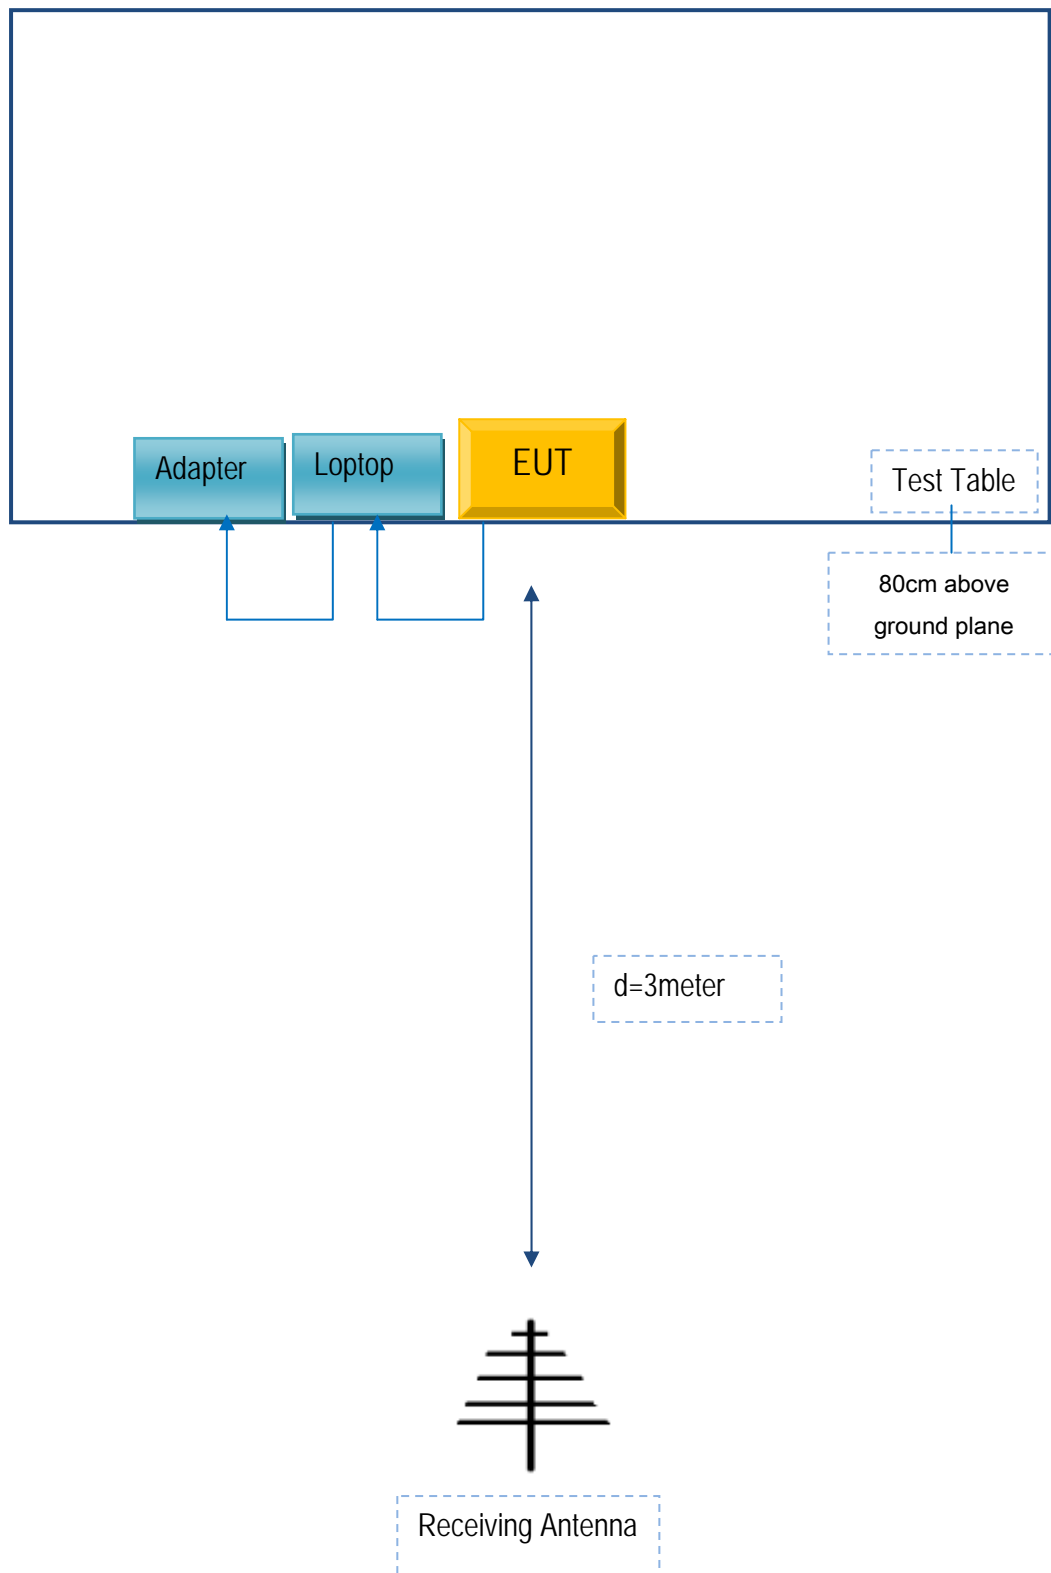 Adapter
Loptop
EUT
Test Table
80cm above
ground plane
d=3meter
Receiving Antenna